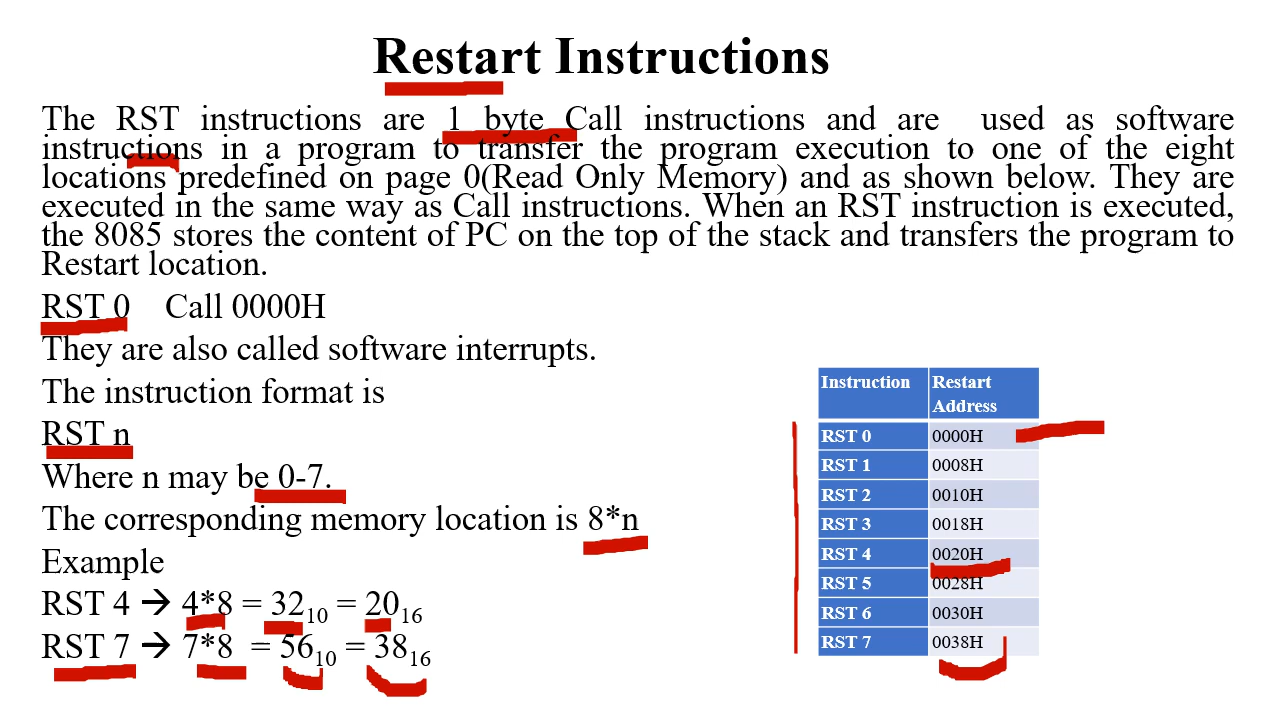 Restart Instructions
The RST instructions are 1 byte Call instructions and are used as software
instructions in a program to transfer the program execution to one of the eight
locations predefined on page 0(Read Only Memory) and as shown below. They are
executed in the same way as Call instructions. When an RST instruction is executed,
the 8085 stores the content of PC on the top of the stack and transfers the program to
Restart location.
RST 0 Call 0000H
They are also called software interrupts.
The instruction format is
RST n
Where n may be 0-7.
The corresponding memory location is 8*n
Example
RST 4 → 4*8 = 32₁₀ = 20₁₆
RST 7 → 7*8 = 56₁₀ = 38₁₆
Instruction Restart
Address
RST 0 0000H
RST 1 0008H
RST 2 0010H
RST 3 0018H
RST 4 0020H
RST 5 0028H
RST 6 0030H
RST 7 0038H